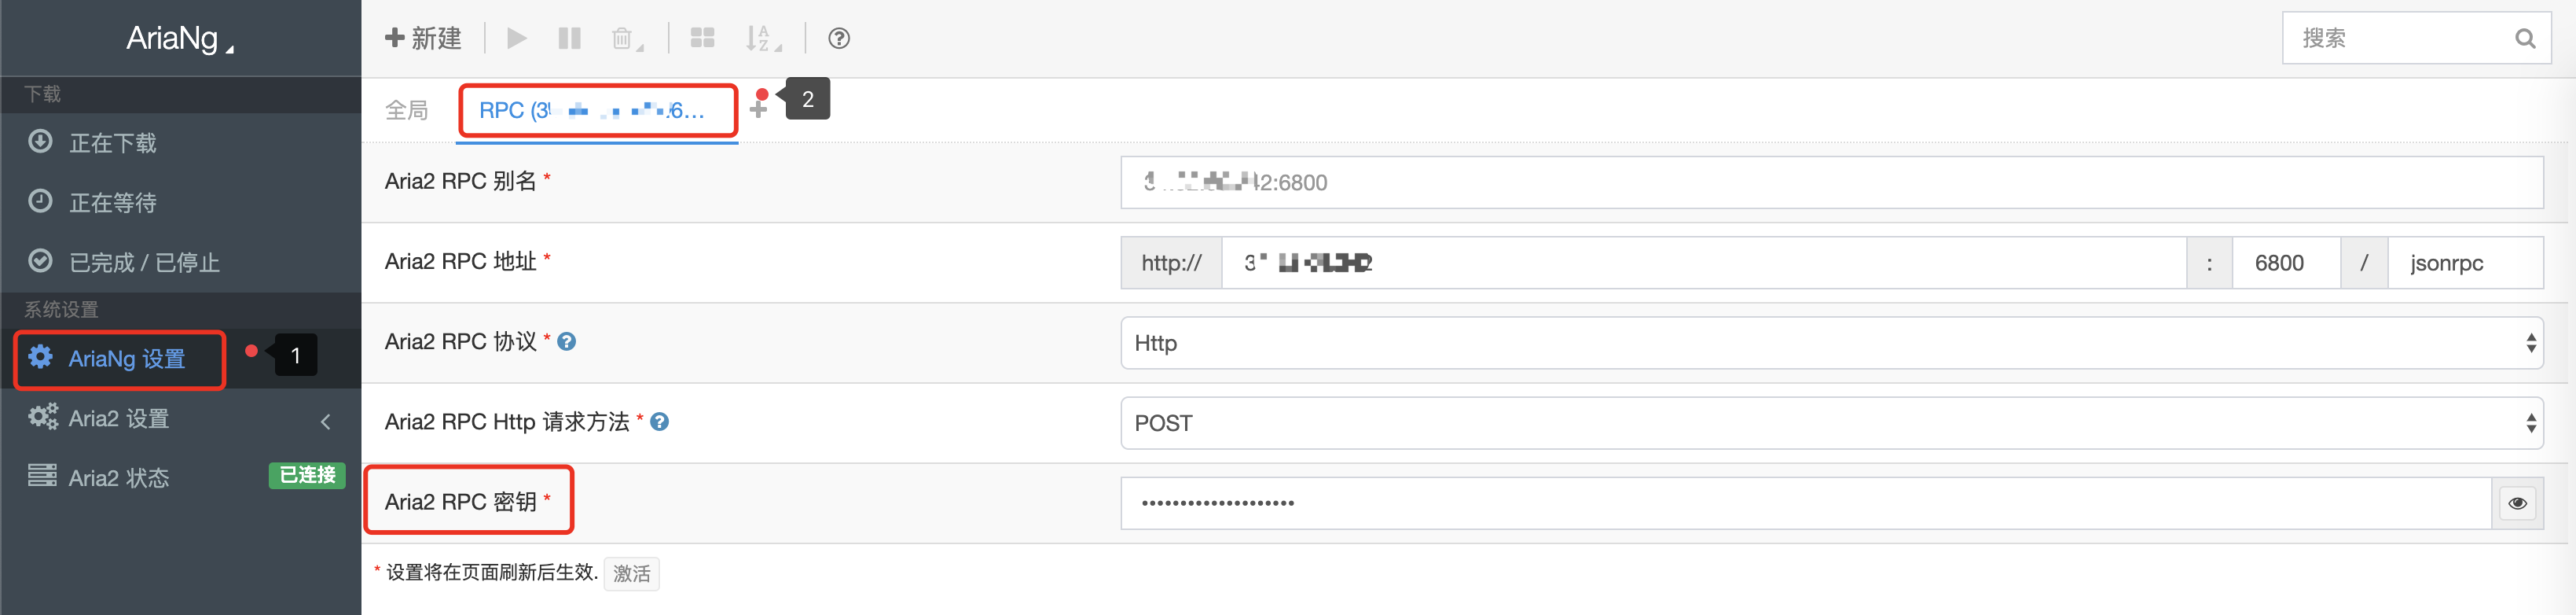 AriaNg
新建
搜索
下载
正在下载
正在等待
已完成 / 已停止
系统设置
AriaNg 设置
1
Aria2 设置
Aria2 状态
已连接
全局
RPC (3 6...
2
Aria2 RPC 别名 *
2:6800
Aria2 RPC 地址 *
http://
3 2
:
6800
/
jsonrpc
Aria2 RPC 协议 *
Http
Aria2 RPC Http 请求方法 *
POST
Aria2 RPC 密钥 *
••••••••••••••••••••
* 设置将在页面刷新后生效. 激活